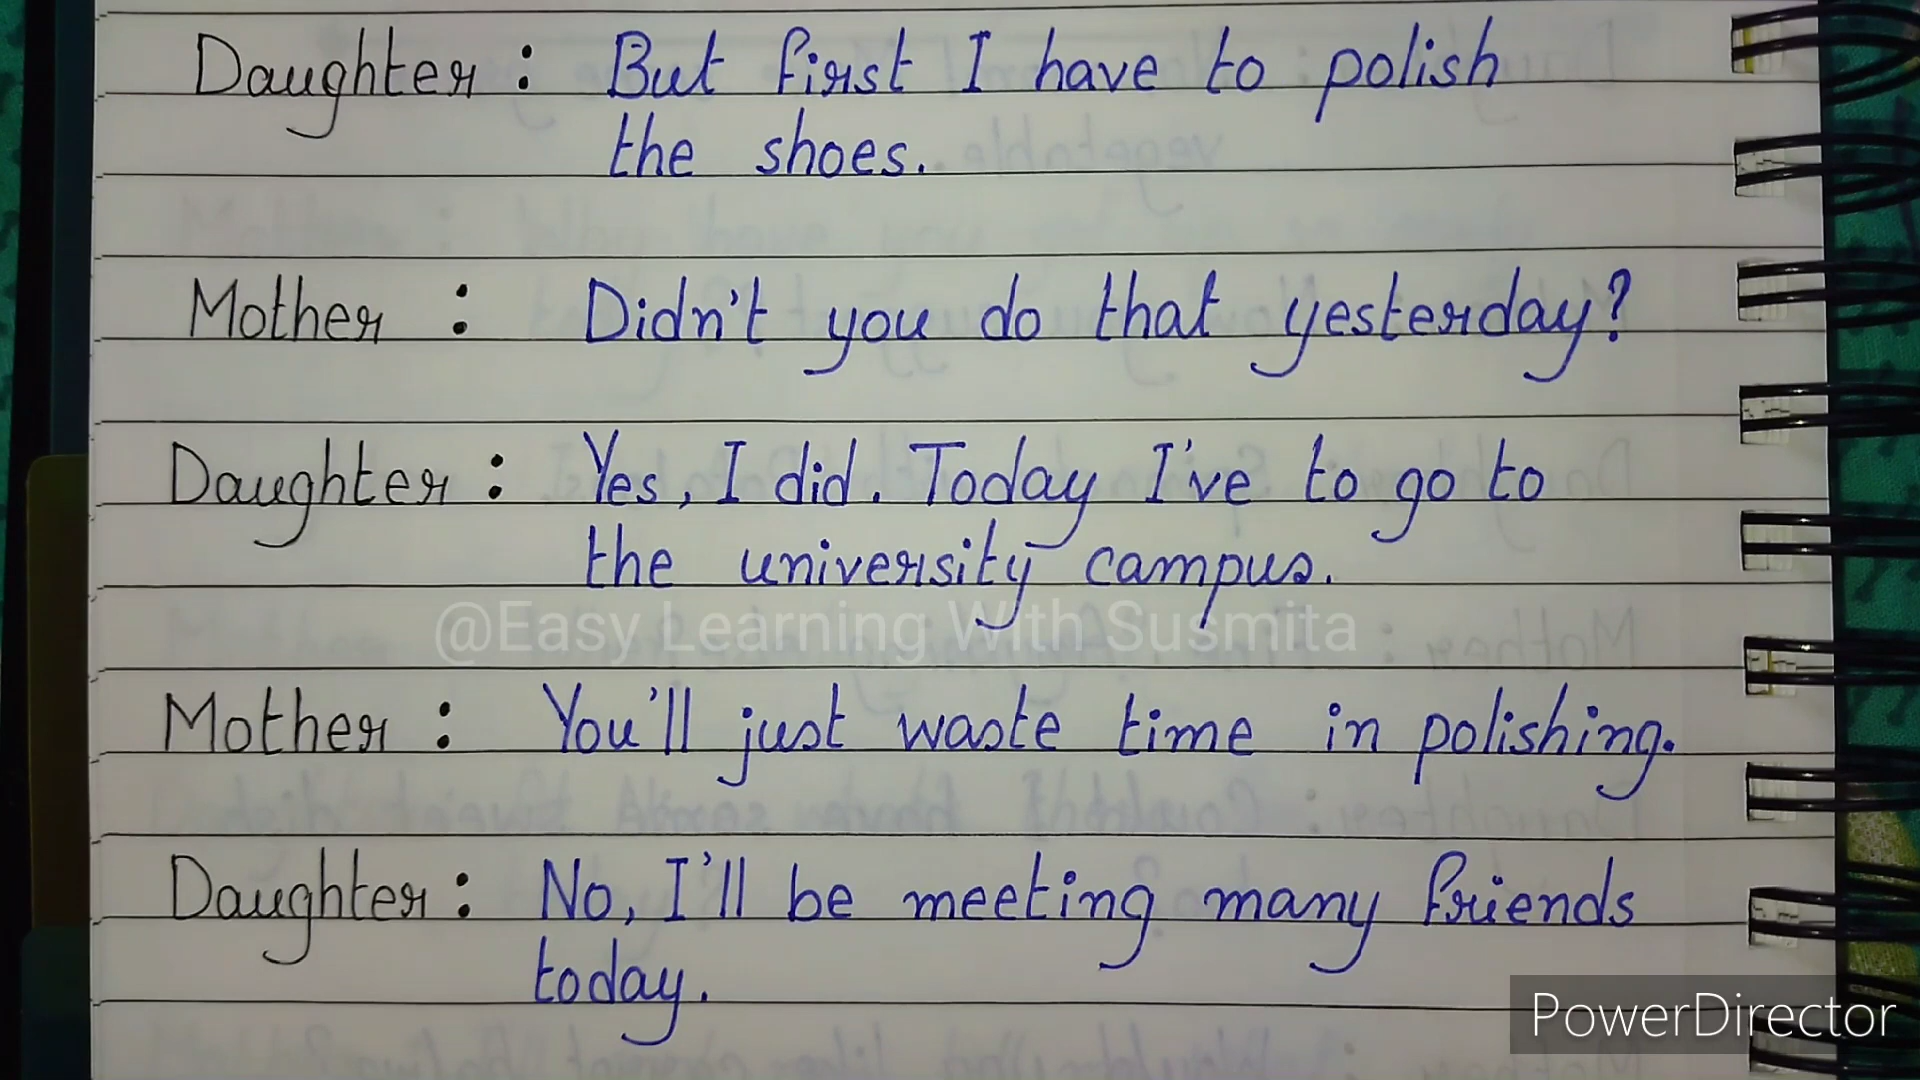 Daughter : But first I have to polish
the shoes.
Mother : Didn't you do that yesterday?
Daughter : Yes, I did. Today I've to go to
the university campus.
@Easy Learning With Susmita
Mother : You'll just waste time in polishing.
Daughter : No, I'll be meeting many friends
today.
PowerDirector